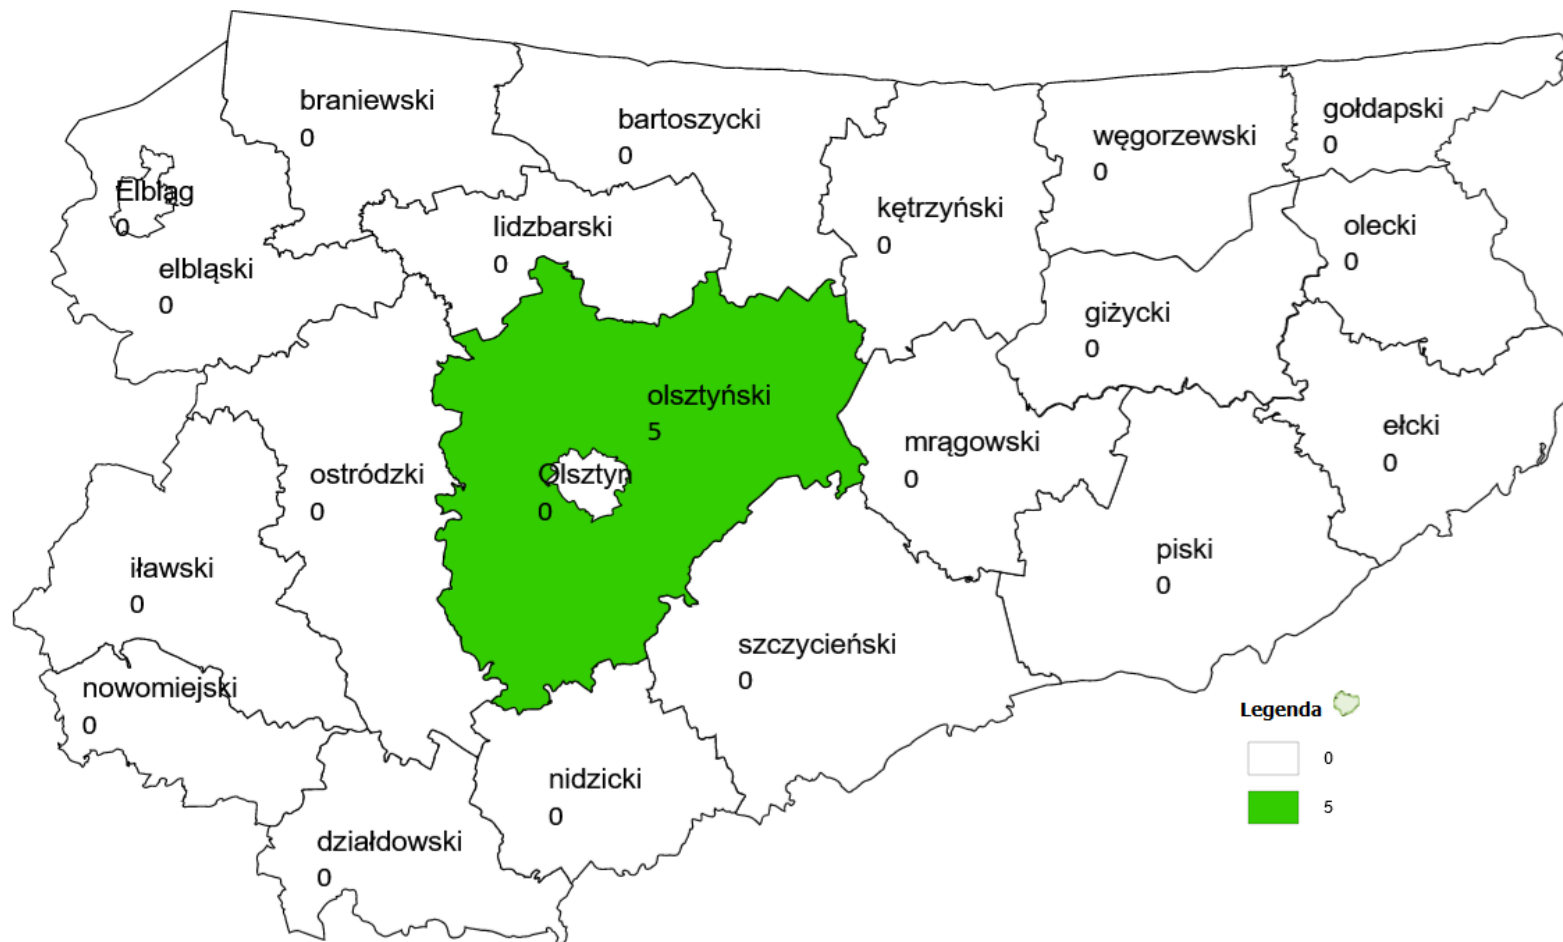 braniewski
0
bartoszycki
0
węgorzewski
0
gołdapski
0
Elbląg
0
elbląski
0
lidzbarski
0
kętrzyński
0
olecki
0
giżycki
0
olsztyński
5
Olsztyn
0
ostródzki
0
mrągowski
0
ełcki
0
iławski
0
piski
0
szczycieński
0
nowomiejski
0
nidzicki
0
działdowski
0
Legenda
0
5